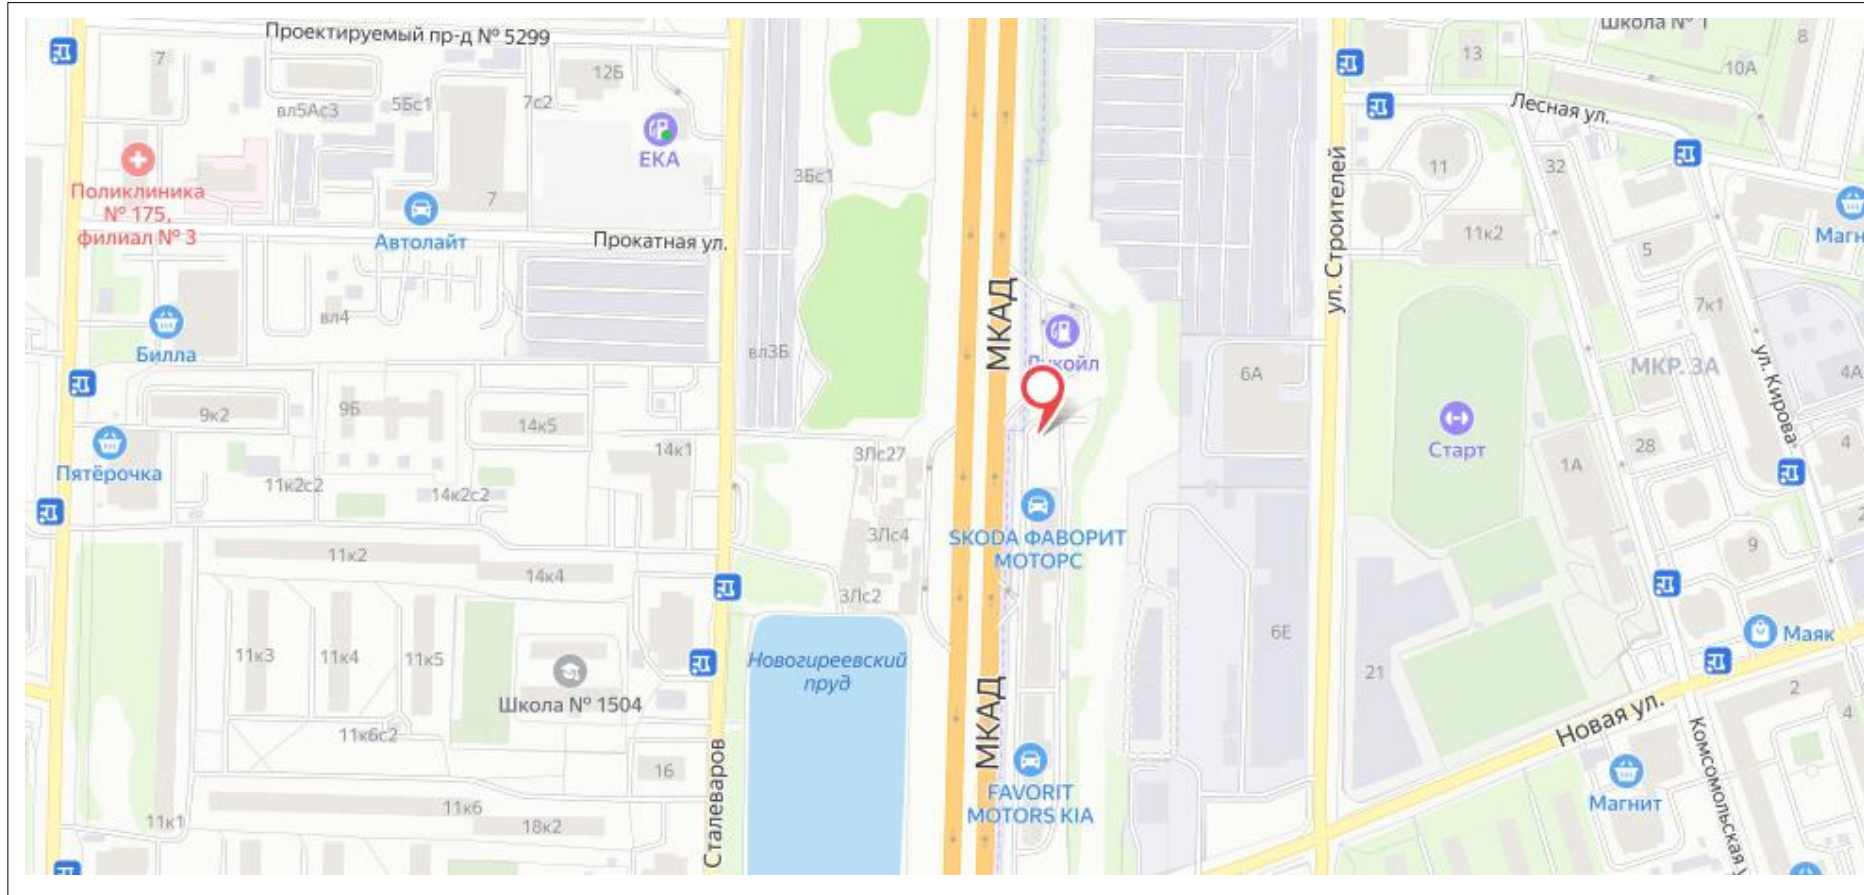 Школа № 1
Проектируемый пр-д № 5299
7
12Б
13
8
10А
вл5Ас3
5Бс1
7с2
Лесная ул.
ЕКА
3Бс1
11
32
Поликлиника
№ 175,
филиал № 3
7
Автолайт
Прокатная ул.
ул. Строителей
11к2
5
Магн
МКАД
7к1
вл4
Билла
вл3Б
Лукойл
6А
МКР. 3А
ул. Кирова
4А
9к2
9Б
14к5
Старт
Пятёрочка
14к1
3Лс27
1А
28
4
11к2с2
14к2с2
SKODA ФАВОРИТ
МОТОРС
3Лс4
2
11к2
9
14к4
3Лс2
6Е
Маяк
11к3
11к4
11к5
Новогиреевский
пруд
21
Школа № 1504
МКАД
2
4
Новая ул.
11к6с2
Комсомольская у
16
Сталеваров
FAVORIT
MOTORS KIA
Магнит
11к1
11к6
18к2